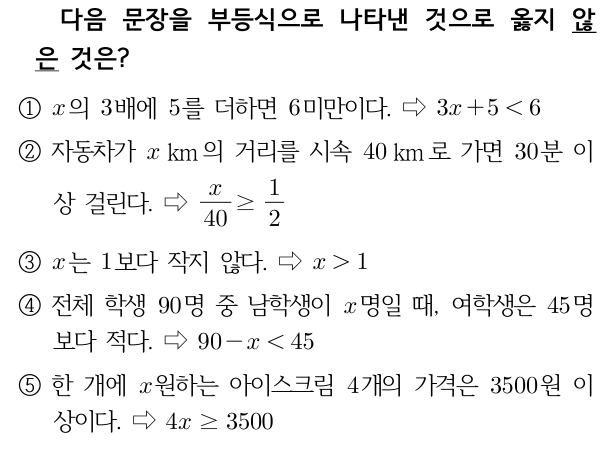 다음 문장을 부등식으로 나타낸 것으로 옳지 않
은 것은?
① x의 3배에 5를 더하면 6미만이다. ⇨ 3x+5<6
② 자동차가 x km의 거리를 시속 40 km로 가면 30분 이
상 걸린다. ⇨ x/40 ≥ 1/2
③ x는 1보다 작지 않다. ⇨ x>1
④ 전체 학생 90명 중 남학생이 x명일 때, 여학생은 45명
보다 적다. ⇨ 90-x<45
⑤ 한 개에 x원하는 아이스크림 4개의 가격은 3500원 이
상이다. ⇨ 4x ≥ 3500